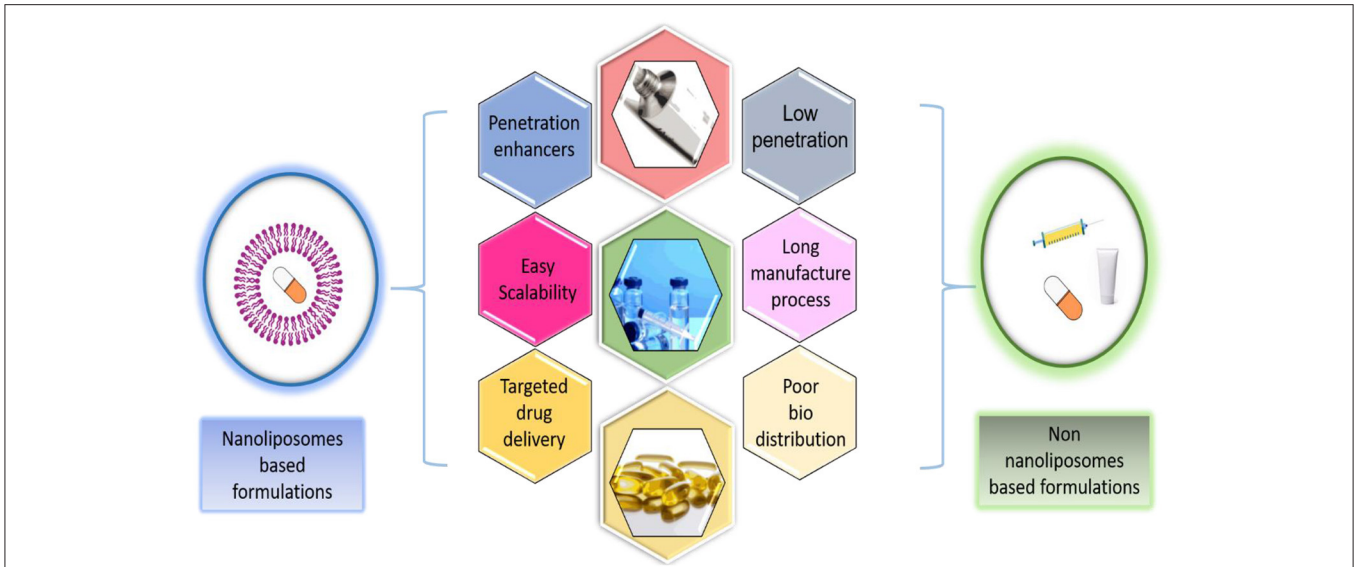 Penetration
enhancers
Low
penetration
Easy
Scalability
Long
manufacture
process
Targeted
drug
delivery
Poor
bio
distribution
Nanoliposomes
based
formulations
Non
nanoliposomes
based formulations